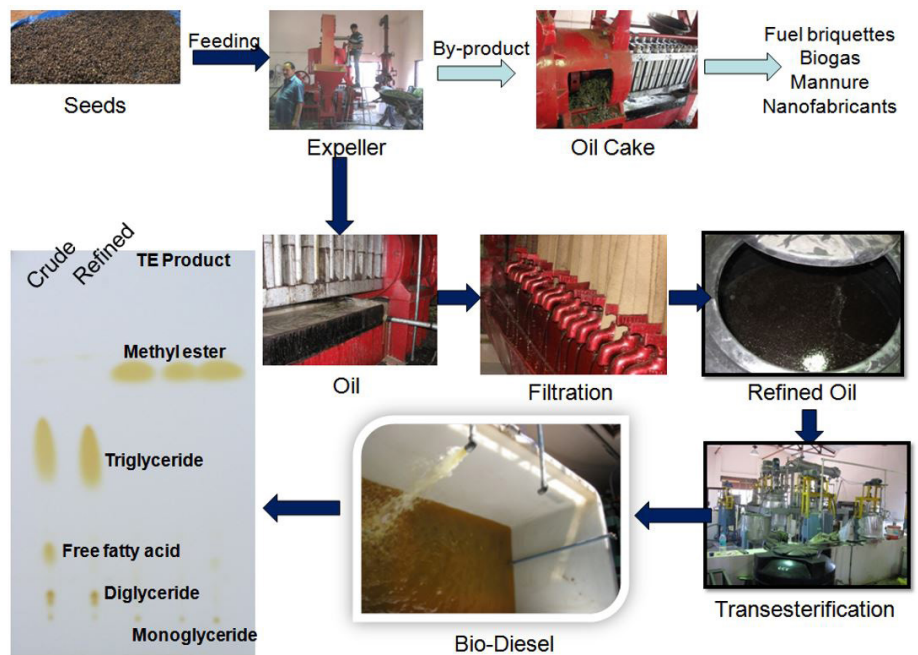 Seeds
Feeding
Expeller
By-product
Oil Cake
Fuel briquettes
Biogas
Mannure
Nanofabricants
Oil
Filtration
Refined Oil
Transesterification
Bio-Diesel
Crude
Refined
TE Product
Methyl ester
Triglyceride
Free fatty acid
Diglyceride
Monoglyceride